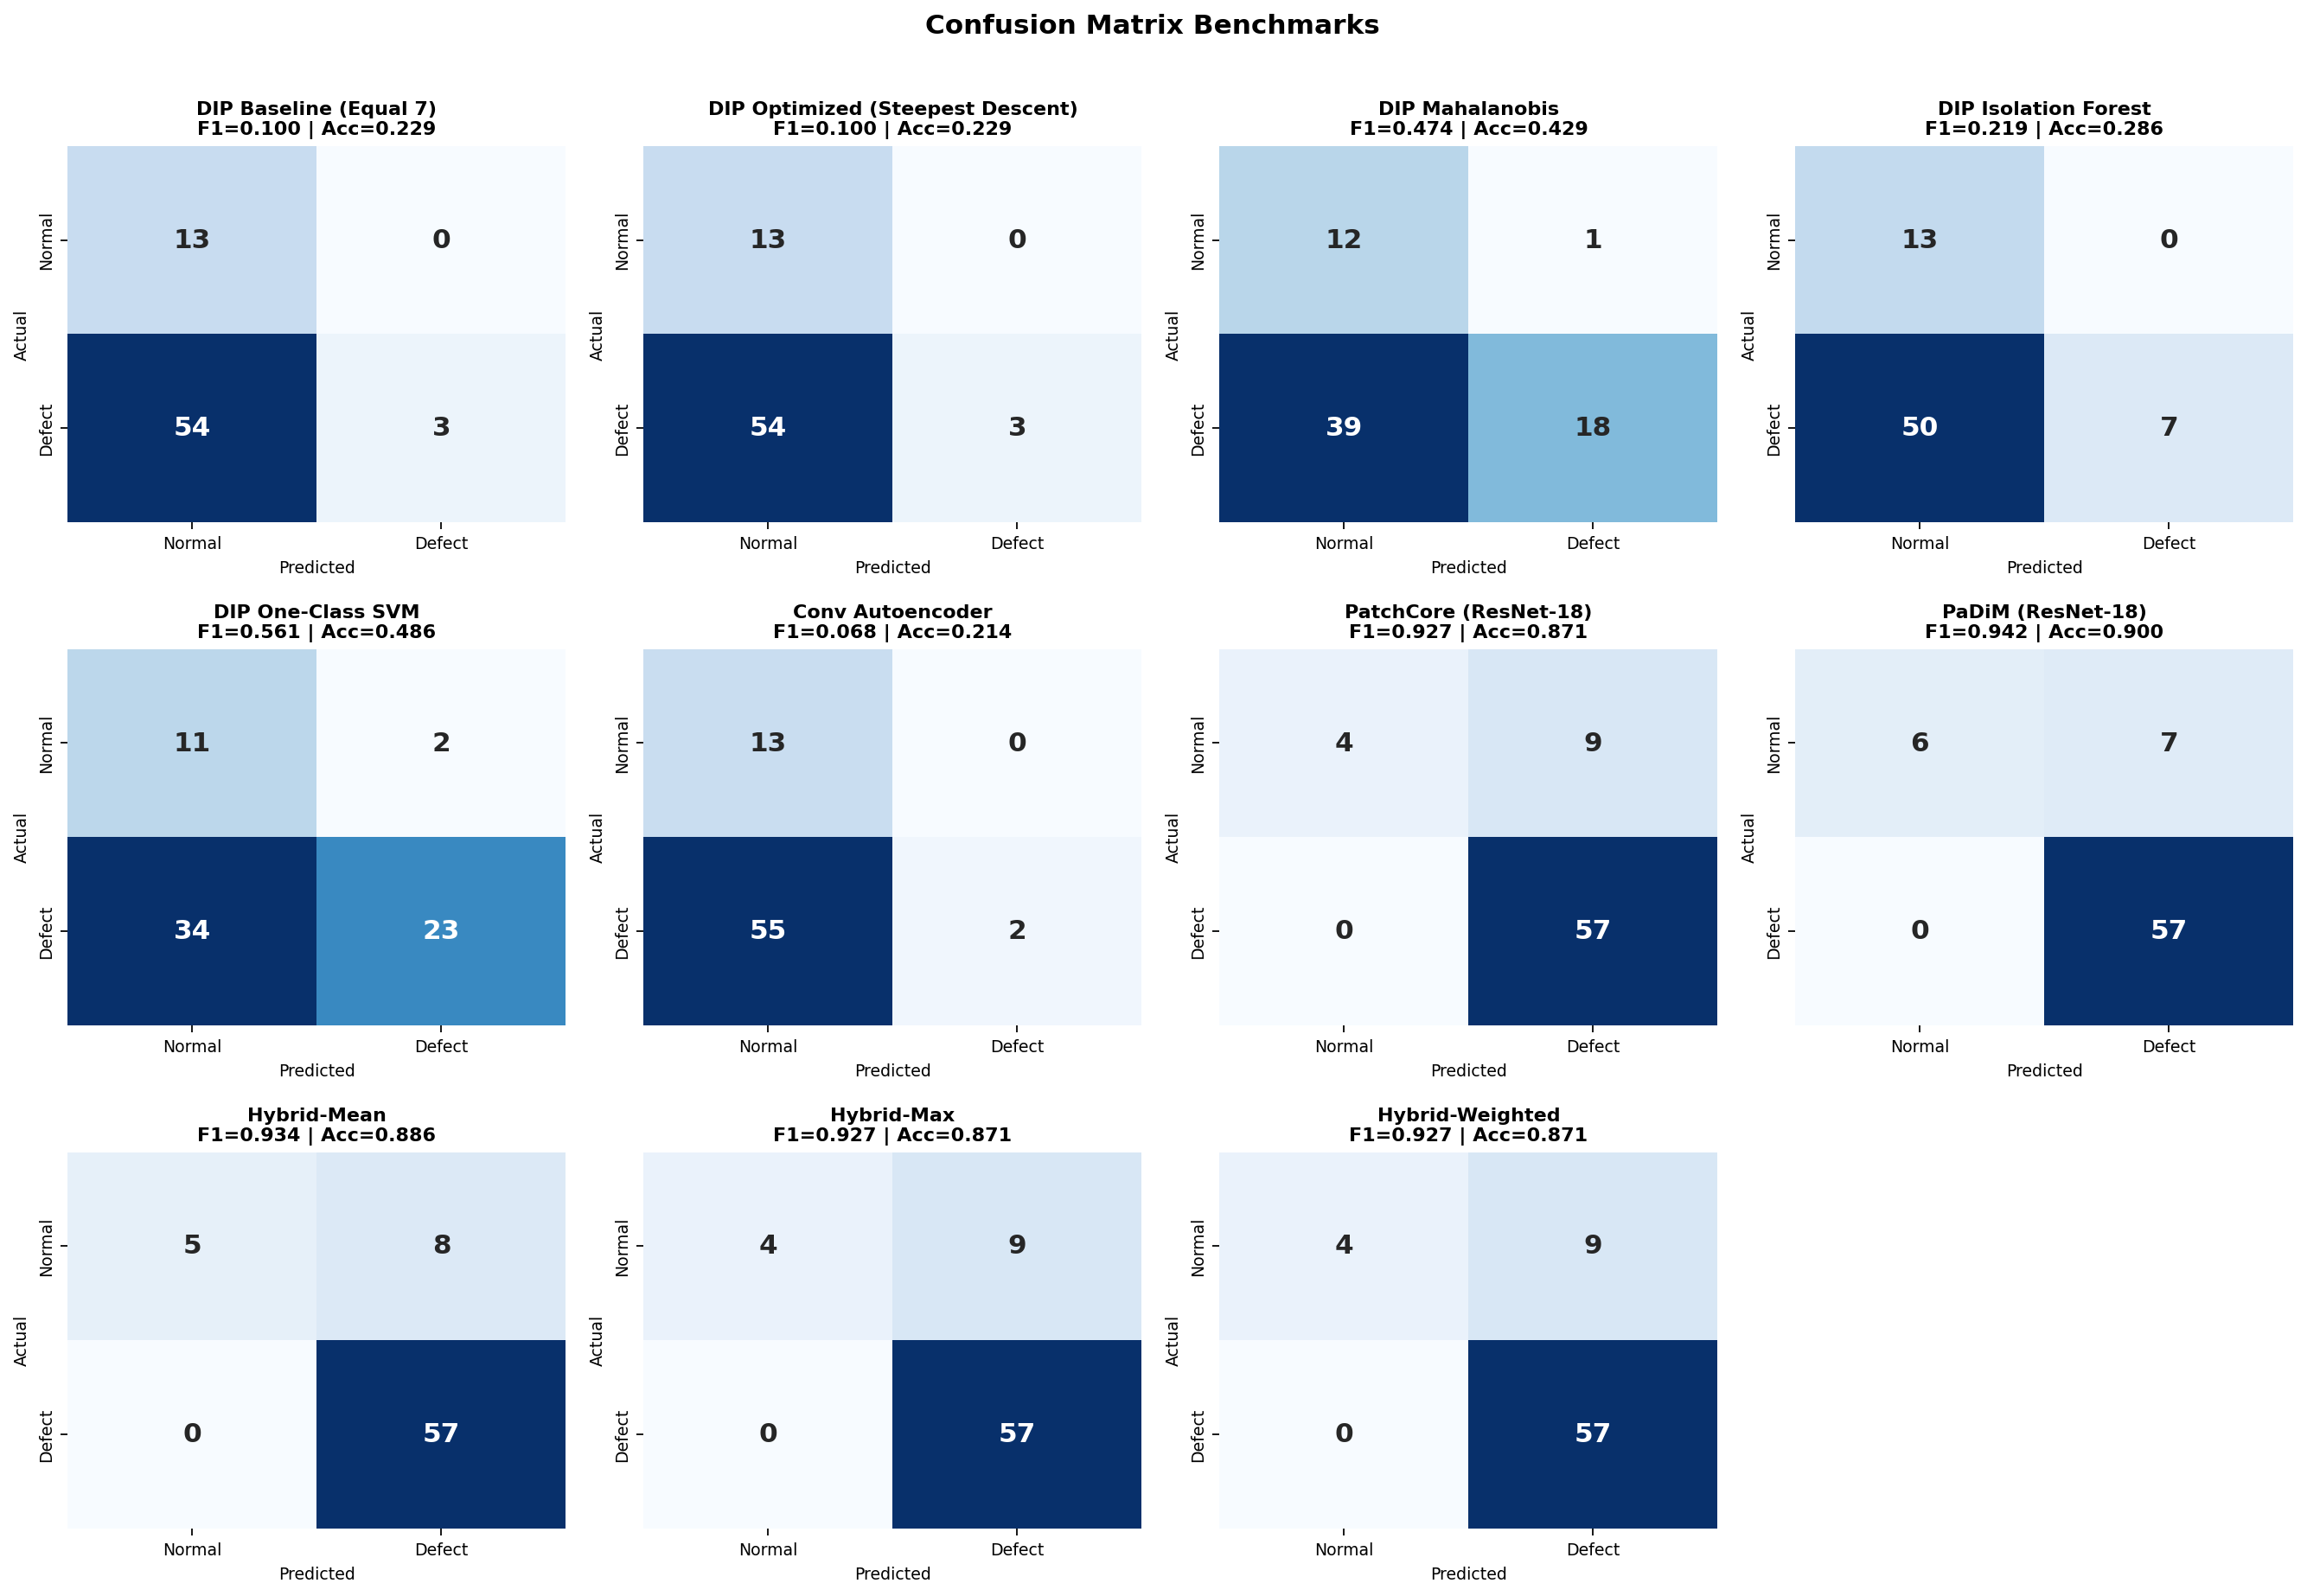 Confusion Matrix Benchmarks
DIP Baseline (Equal 7)
F1=0.100 | Acc=0.229
Actual
Normal
Defect
13
0
54
3
Normal
Defect
Predicted
DIP Optimized (Steepest Descent)
F1=0.100 | Acc=0.229
Actual
Normal
Defect
13
0
54
3
Normal
Defect
Predicted
DIP Mahalanobis
F1=0.474 | Acc=0.429
Actual
Normal
Defect
12
1
39
18
Normal
Defect
Predicted
DIP Isolation Forest
F1=0.219 | Acc=0.286
Actual
Normal
Defect
13
0
50
7
Normal
Defect
Predicted
DIP One-Class SVM
F1=0.561 | Acc=0.486
Actual
Normal
Defect
11
2
34
23
Normal
Defect
Predicted
Conv Autoencoder
F1=0.068 | Acc=0.214
Actual
Normal
Defect
13
0
55
2
Normal
Defect
Predicted
PatchCore (ResNet-18)
F1=0.927 | Acc=0.871
Actual
Normal
Defect
4
9
0
57
Normal
Defect
Predicted
PaDiM (ResNet-18)
F1=0.942 | Acc=0.900
Actual
Normal
Defect
6
7
0
57
Normal
Defect
Predicted
Hybrid-Mean
F1=0.934 | Acc=0.886
Actual
Normal
Defect
5
8
0
57
Normal
Defect
Predicted
Hybrid-Max
F1=0.927 | Acc=0.871
Actual
Normal
Defect
4
9
0
57
Normal
Defect
Predicted
Hybrid-Weighted
F1=0.927 | Acc=0.871
Actual
Normal
Defect
4
9
0
57
Normal
Defect
Predicted